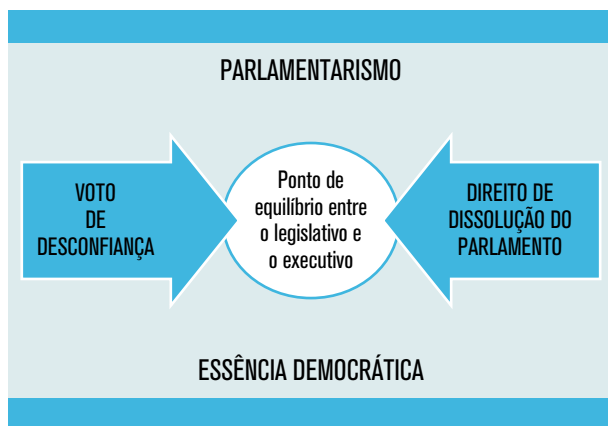 PARLAMENTARISMO
VOTO
DE
DESCONFIANÇA
Ponto de
equilíbrio entre
o legislativo e
o executivo
DIREITO DE
DISSOLUÇÃO DO
PARLAMENTO
ESSÊNCIA DEMOCRÁTICA